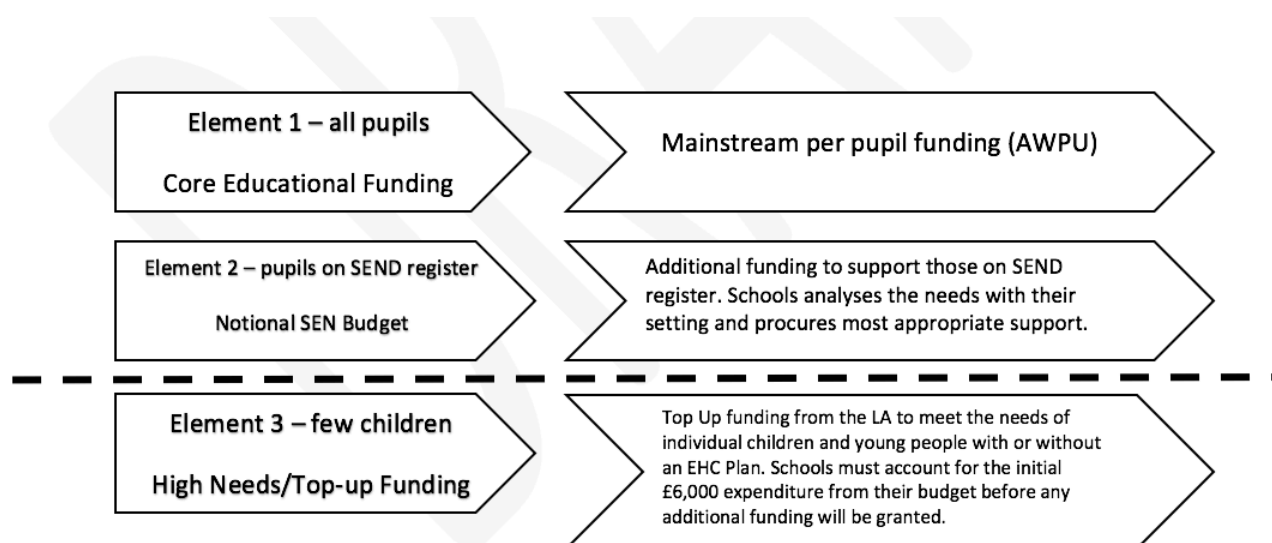 Element 1 – all pupils
Core Educational Funding
Mainstream per pupil funding (AWPU)
Element 2 – pupils on SEND register
Notional SEN Budget
Additional funding to support those on SEND
register. Schools analyses the needs with their
setting and procures most appropriate support.
Element 3 – few children
High Needs/Top-up Funding
Top Up funding from the LA to meet the needs of
individual children and young people with or without
an EHC Plan. Schools must account for the initial
£6,000 expenditure from their budget before any
additional funding will be granted.